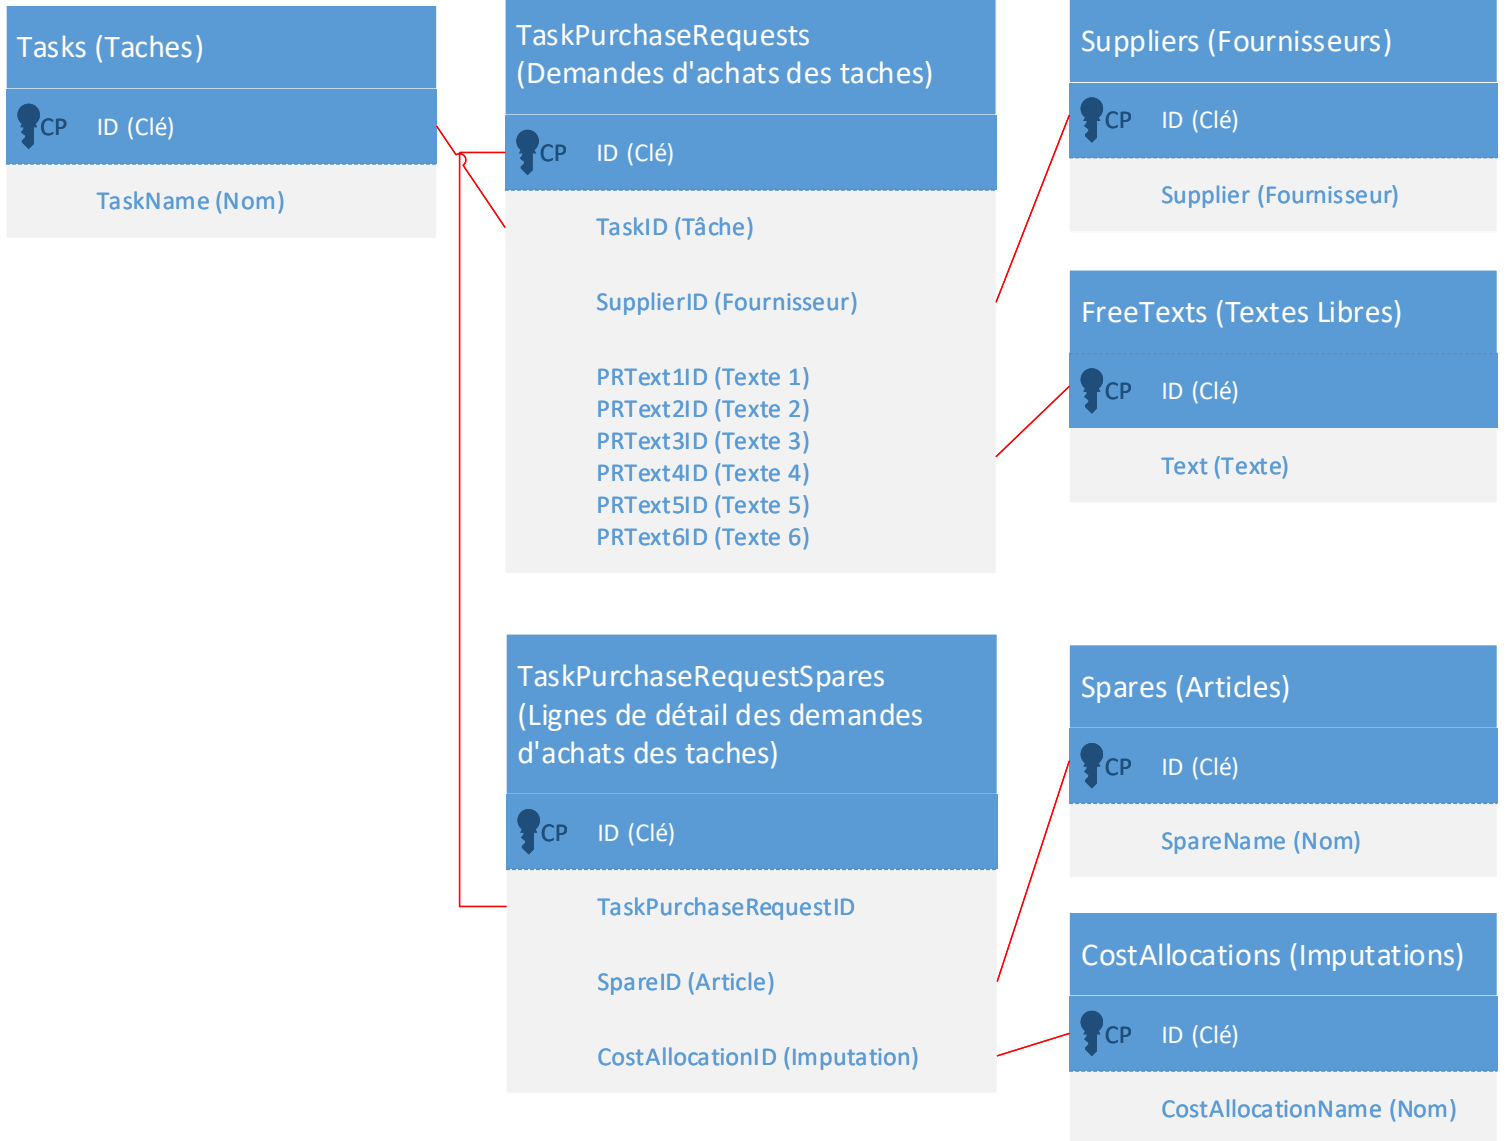 Tasks (Taches)
CP ID (Clé)
TaskName (Nom)
TaskPurchaseRequests
(Demandes d'achats des taches)
CP ID (Clé)
TaskID (Tâche)
SupplierID (Fournisseur)
PRText1ID (Texte 1)
PRText2ID (Texte 2)
PRText3ID (Texte 3)
PRText4ID (Texte 4)
PRText5ID (Texte 5)
PRText6ID (Texte 6)
Suppliers (Fournisseurs)
CP ID (Clé)
Supplier (Fournisseur)
FreeTexts (Textes Libres)
CP ID (Clé)
Text (Texte)
TaskPurchaseRequestSpares
(Lignes de détail des demandes
d'achats des taches)
CP ID (Clé)
TaskPurchaseRequestID
SpareID (Article)
CostAllocationID (Imputation)
Spares (Articles)
CP ID (Clé)
SpareName (Nom)
CostAllocations (Imputations)
CP ID (Clé)
CostAllocationName (Nom)